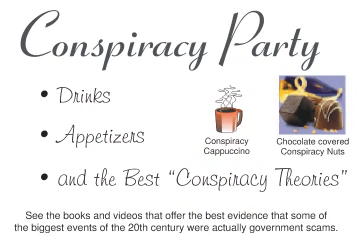 Conspiracy Party
• Drinks
• Appetizers
Conspiracy
Cappuccino
Chocolate covered
Conspiracy Nuts
• and the Best "Conspiracy Theories"
See the books and videos that offer the best evidence that some of
the biggest events of the 20th century were actually government scams.